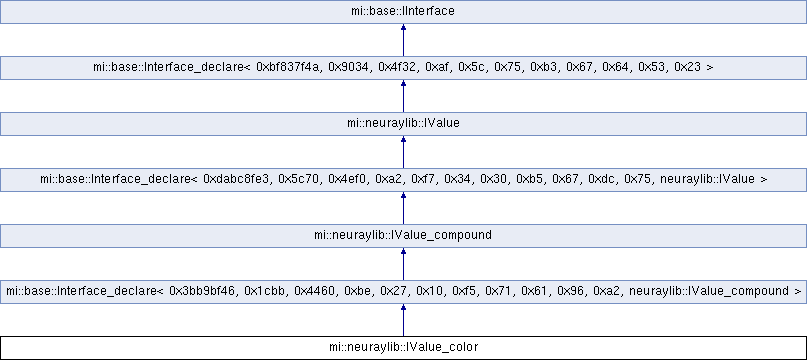 mi::base::IInterface
mi::base::Interface_declare< 0xbf837f4a, 0x9034, 0x4f32, 0xaf, 0x5c, 0x75, 0xb3, 0x67, 0x64, 0x53, 0x23 >
mi::neuraylib::IValue
mi::base::Interface_declare< 0xdabc8fe3, 0x5c70, 0x4ef0, 0xa2, 0xf7, 0x34, 0x30, 0xb5, 0x67, 0xdc, 0x75, neuraylib::IValue >
mi::neuraylib::IValue_compound
mi::base::Interface_declare< 0x3bb9bf46, 0x1cbb, 0x4460, 0xbe, 0x27, 0x10, 0xf5, 0x71, 0x61, 0x96, 0xa2, neuraylib::IValue_compound >
mi::neuraylib::IValue_color